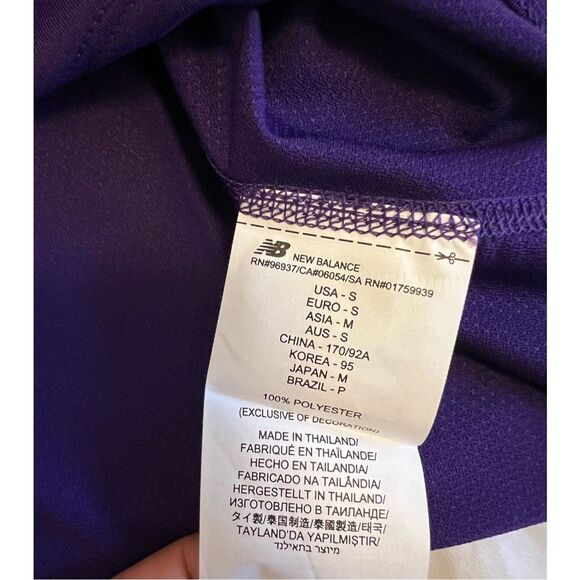 NB NEW BALANCE
RN#96937/CA#06054/SA RN#01759939
USA - S
EURO - S
ASIA - M
AUS - S
CHINA - 170/92A
KOREA - 95
JAPAN - M
BRAZIL - P
100% POLYESTER
(EXCLUSIVE OF DECORATION)
MADE IN THAILAND/
FABRIQUÉ EN THAÏLANDE/
HECHO EN TAILANDIA/
FABRICADO NA TAILÂNDIA/
HERGESTELLT IN THAILAND/
ИЗГОТОВЛЕНО В ТАИЛАНДЕ/
タイ製/泰国制造/泰國製造/태국/
TAYLAND'DA YAPILMIŞTIR/
מיוצר בתאילנד